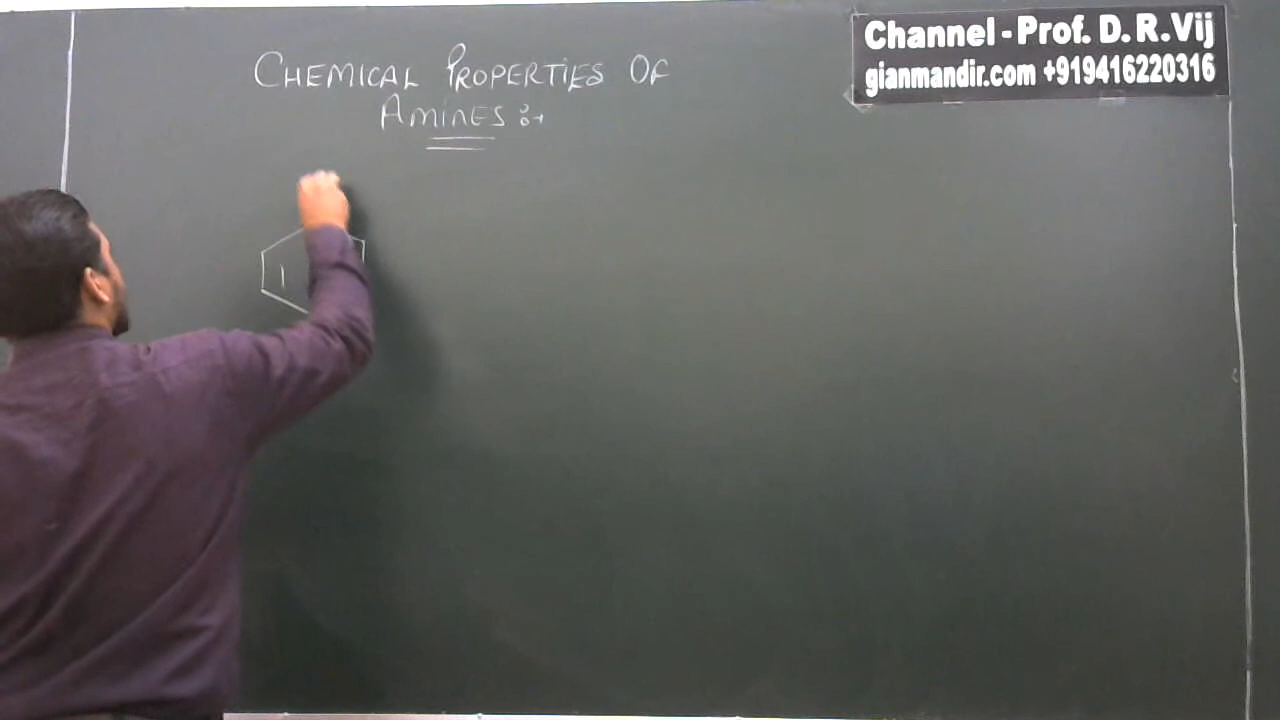 CHEMICAL PROPERTIES OF
AMINES :-
Channel - Prof. D. R. Vij
gianmandir.com +919416220316